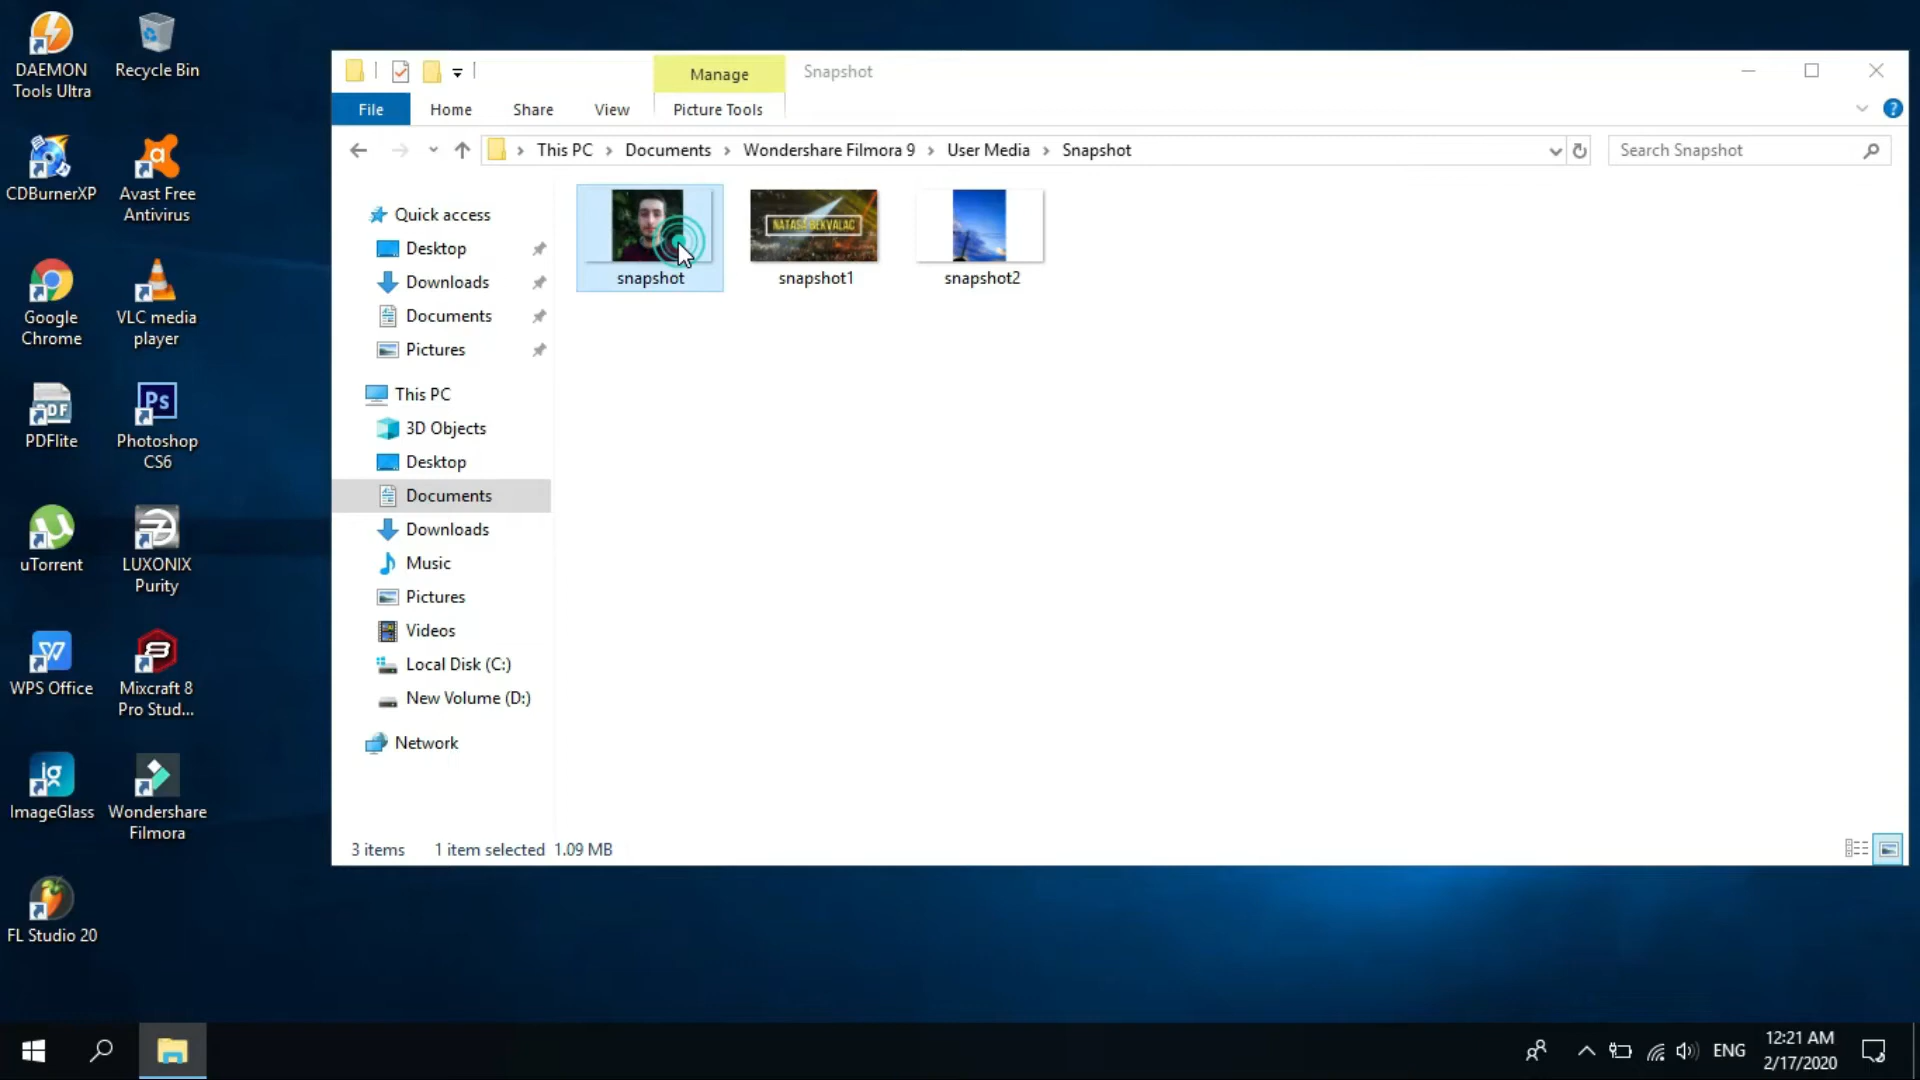 DAEMON
Tools Ultra
Recycle Bin
CDBurnerXP
Avast Free
Antivirus
Google
Chrome
VLC media
player
PDFlite
Photoshop
CS6
uTorrent
LUXONIX
Purity
WPS Office
Mixcraft 8
Pro Stud...
ImageGlass
Wondershare
Filmora
FL Studio 20
Manage
Snapshot
File
Home
Share
View
Picture Tools
This PC
Documents
Wondershare Filmora 9
User Media
Snapshot
Search Snapshot
Quick access
Desktop
Downloads
Documents
Pictures
This PC
3D Objects
Desktop
Documents
Downloads
Music
Pictures
Videos
Local Disk (C:)
New Volume (D:)
Network
NATASA BEKVALAC
snapshot
snapshot1
snapshot2
3 items
1 item selected 1.09 MB
ENG
12:21 AM
2/17/2020